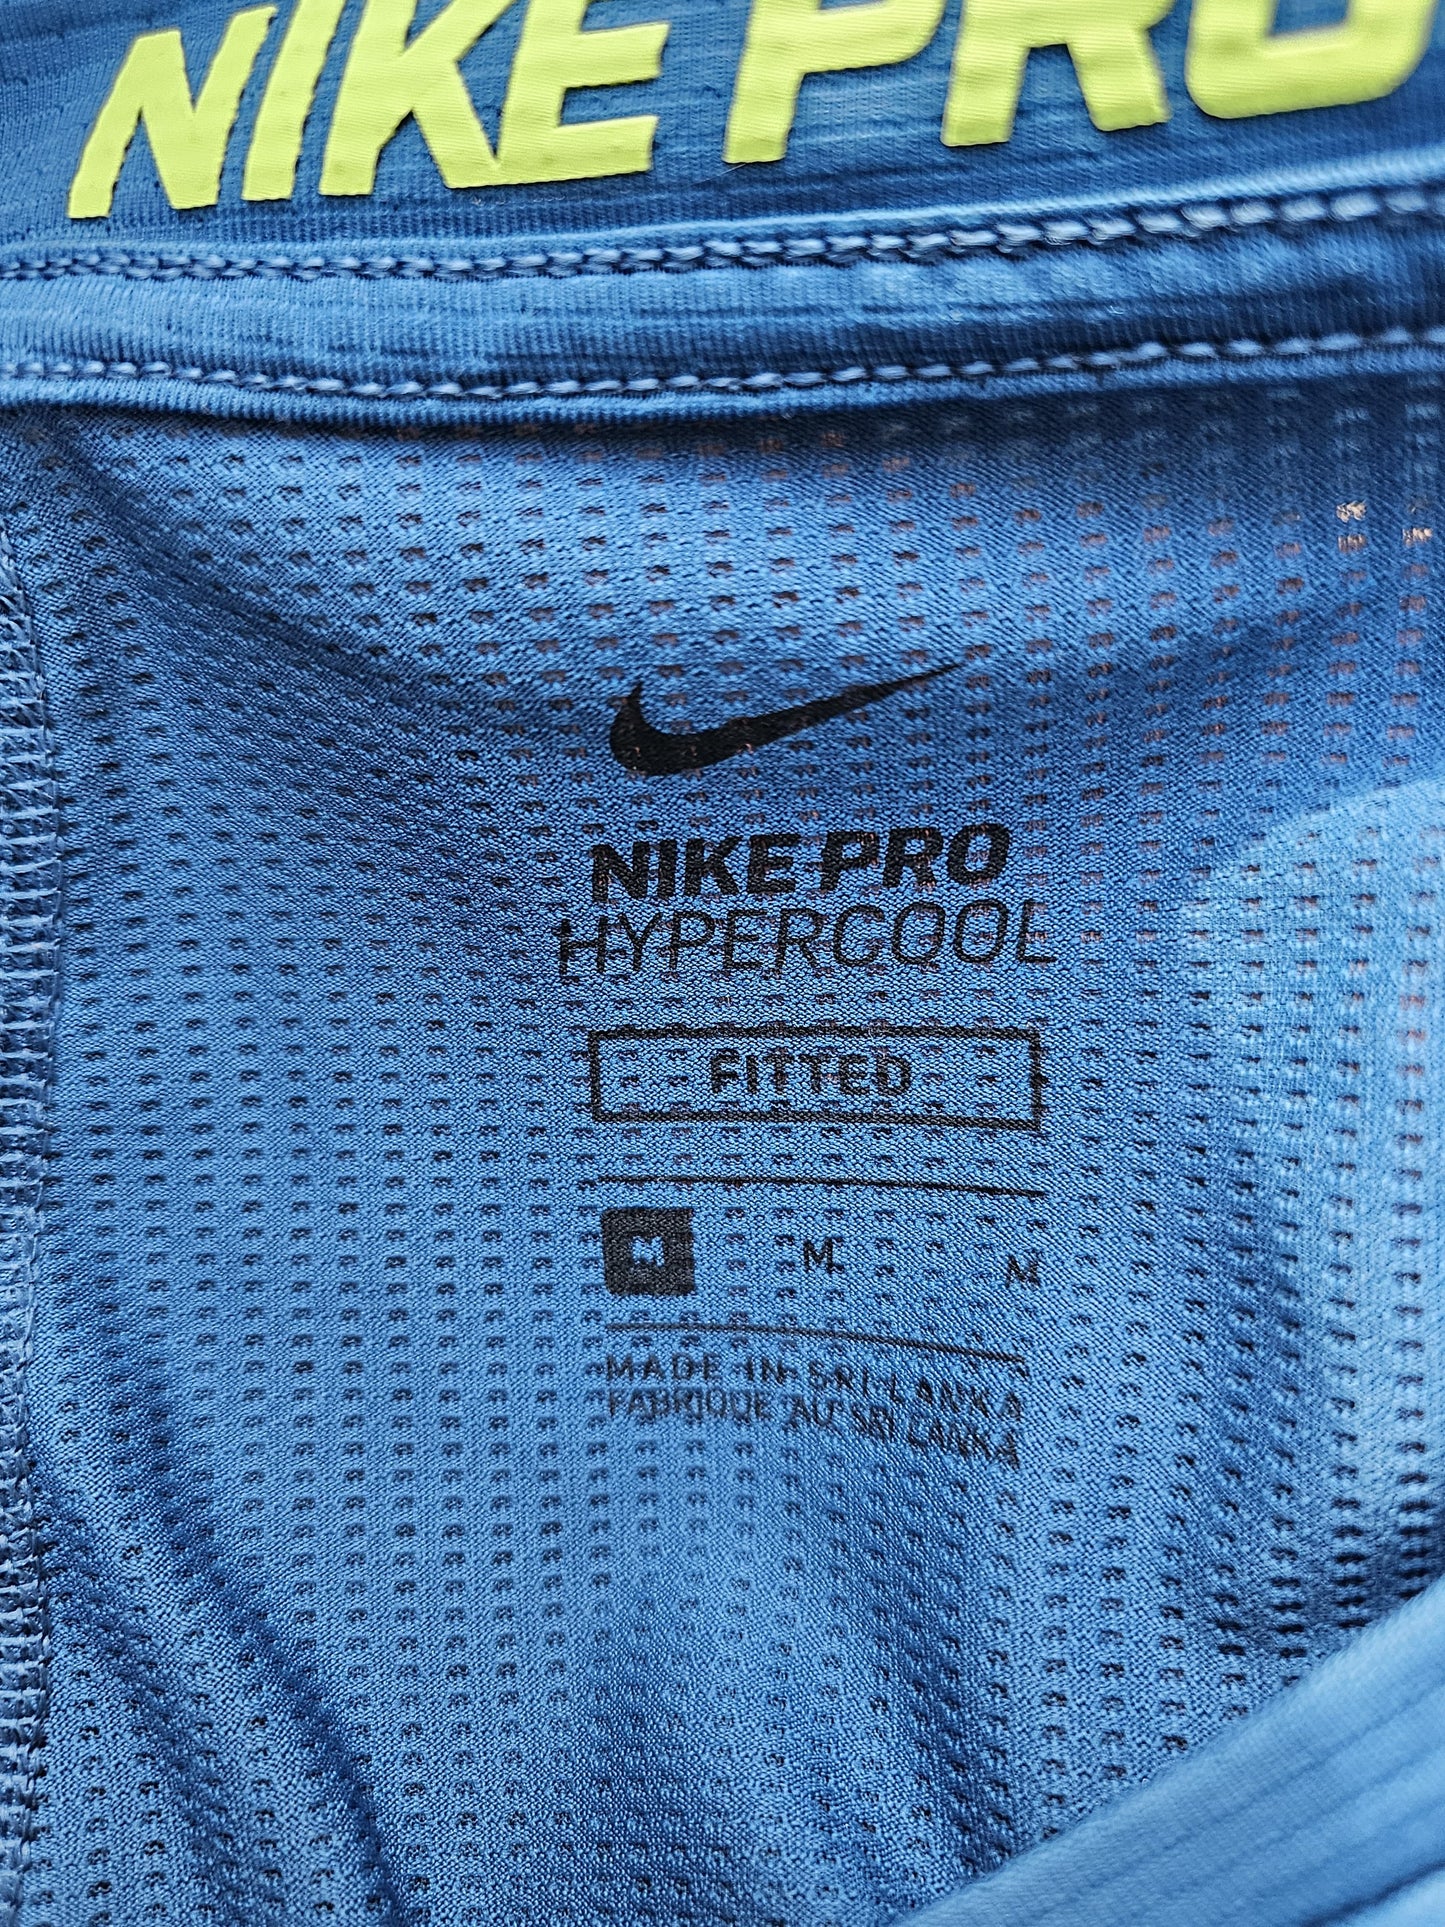 NIKE PRO
NIKE PRO
HYPERCOOL
FITTED
M M M
MADE IN SRI LANKA
FABRIQUE AU SRI LANKA